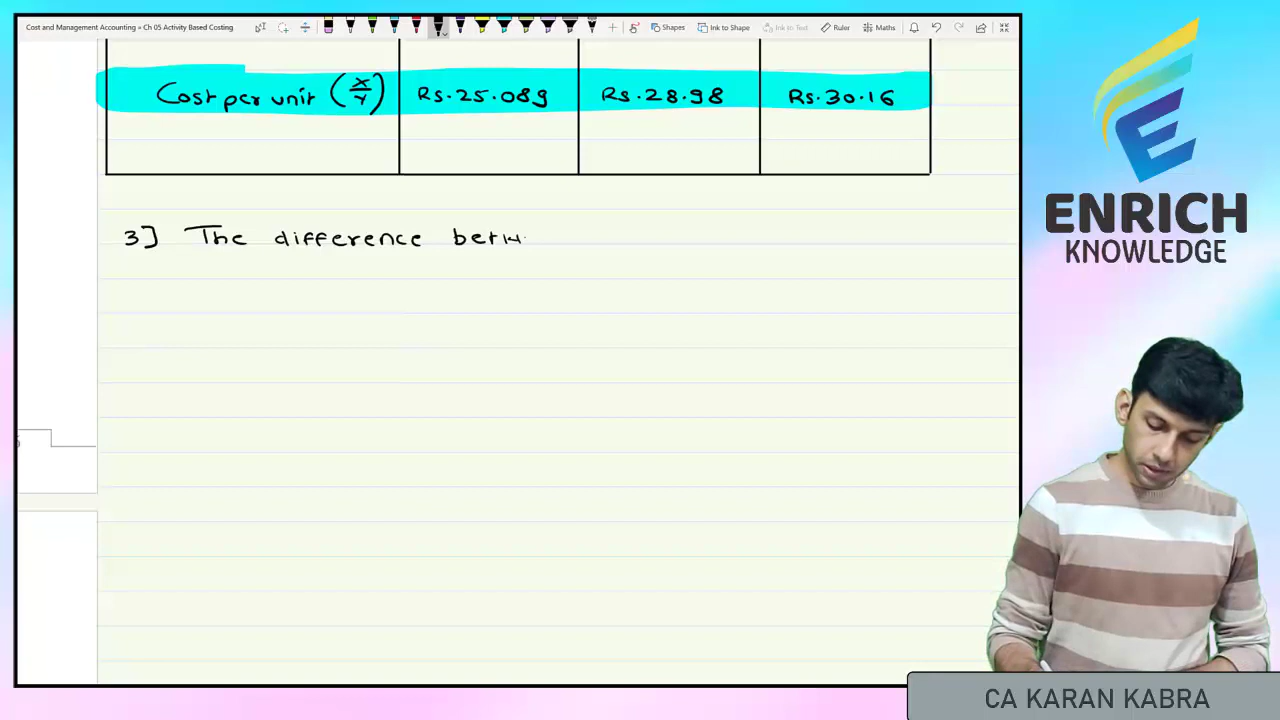 Cost and Management Accounting » Ch 05 Activity Based Costing
Shapes
Ink to Shape
Ink to Text
Ruler
Maths
Cost per unit (X/Y) Rs.25.089 Rs.28.98 Rs.30.16
3] The difference betw
ENRICH
KNOWLEDGE
CA KARAN KABRA